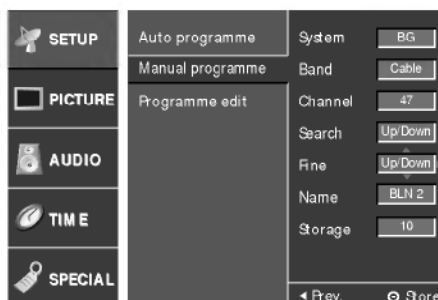 SETUP
PICTURE
AUDIO
TIME
SPECIAL
Auto programme
Manual programme
Programme edit
System BG
Band Cable
Channel 47
Search Up/Down
Fine Up/Down
Name BLN 2
Storage 10
Prev. Store